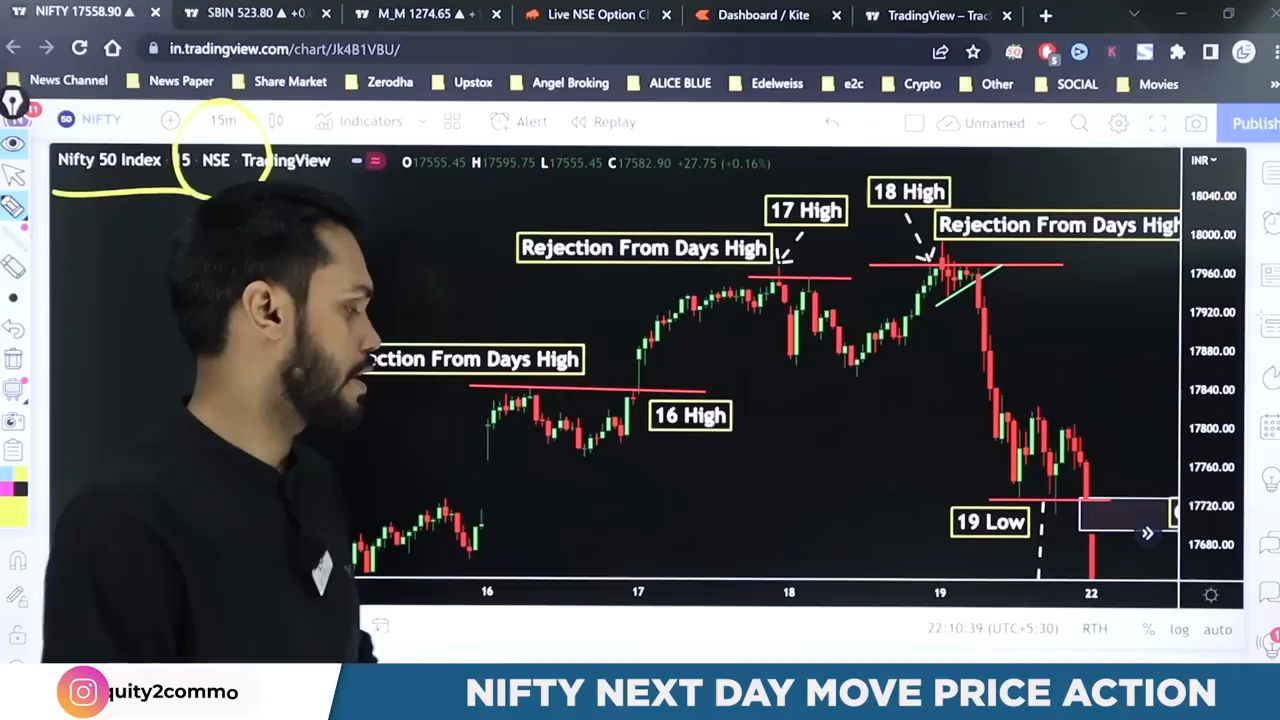 NIFTY 17558.90 ▲
SBIN 523.80 ▲ +0.
M_M 1274.65 ▲ +1
Live NSE Option C
Dashboard / Kite
TradingView – Trac
in.tradingview.com/chart/Jk4B1VBU/
News Channel
News Paper
Share Market
Zerodha
Upstox
Angel Broking
ALICE BLUE
Edelweiss
e2c
Crypto
Other
SOCIAL
Movies
11
50 NIFTY
15m
Indicators
Alert
Replay
Unnamed
Publish
Nifty 50 Index · 15 · NSE · TradingView
O17555.45 H17595.75 L17555.45 C17582.90 +27.75 (+0.16%)
INR
18040.00
18000.00
17960.00
17920.00
17880.00
17840.00
17800.00
17760.00
17720.00
17680.00
18 High
17 High
Rejection From Days High
Rejection From Days High
ection From Days High
16 High
19 Low
16
17
18
19
22
22:10:39 (UTC+5:30)
RTH
%
log
auto
quity2commo
NIFTY NEXT DAY MOVE PRICE ACTION